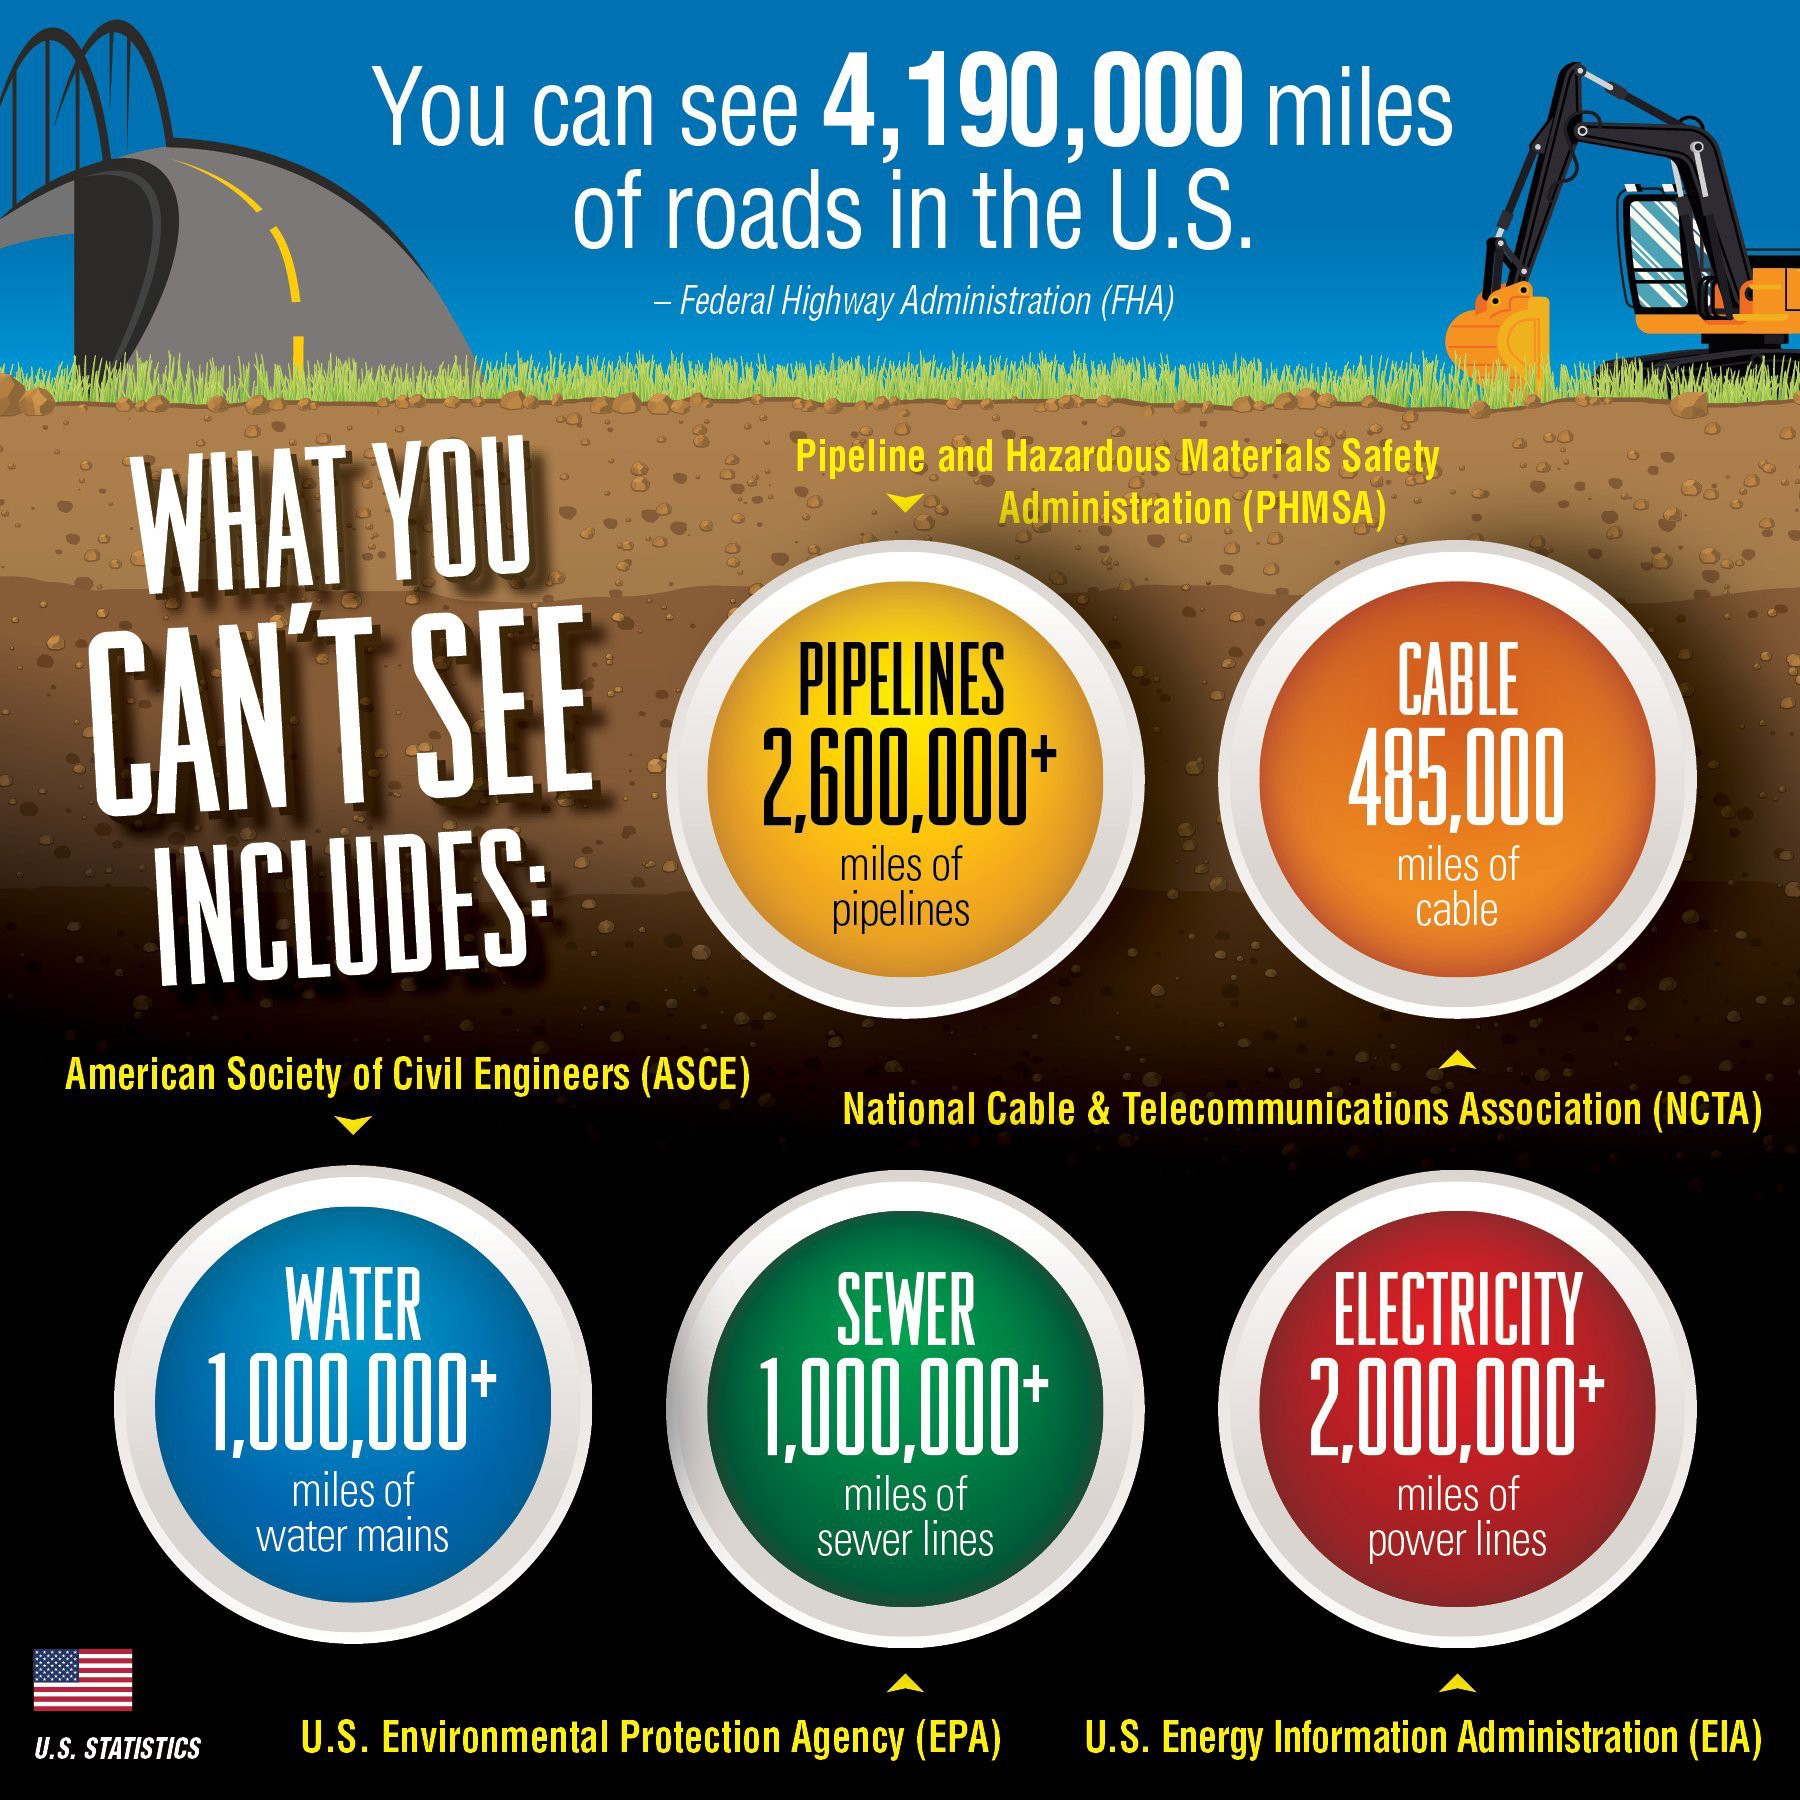 You can see 4,190,000 miles
of roads in the U.S.
– Federal Highway Administration (FHA)
WHAT YOU
CAN'T SEE
INCLUDES:
Pipeline and Hazardous Materials Safety
Administration (PHMSA)
PIPELINES
2,600,000+
miles of
pipelines
CABLE
485,000
miles of
cable
National Cable & Telecommunications Association (NCTA)
American Society of Civil Engineers (ASCE)
WATER
1,000,000+
miles of
water mains
SEWER
1,000,000+
miles of
sewer lines
U.S. Environmental Protection Agency (EPA)
ELECTRICITY
2,000,000+
miles of
power lines
U.S. Energy Information Administration (EIA)
U.S. STATISTICS